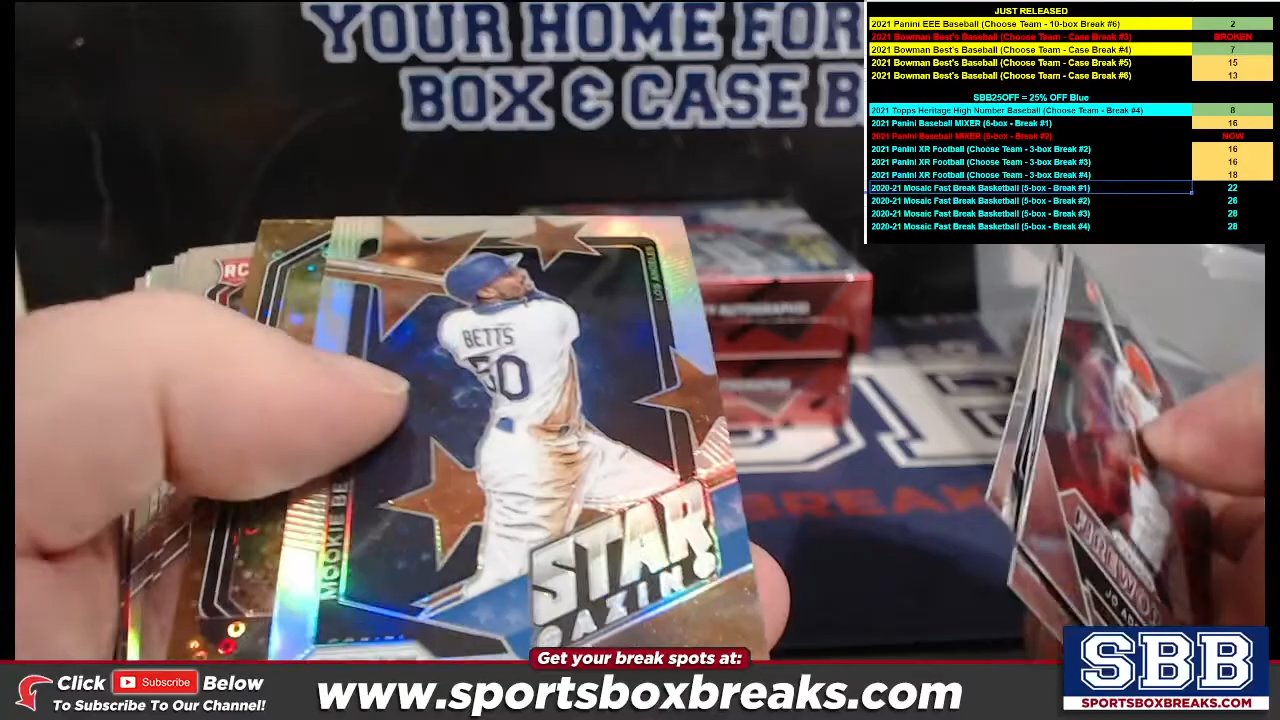 YOUR HOME FOR
BOX & CASE B
JUST RELEASED
2021 Panini EEE Baseball (Choose Team - 10-box Break #6) 2
2021 Bowman Best's Baseball (Choose Team - Case Break #3) BROKEN
2021 Bowman Best's Baseball (Choose Team - Case Break #4) 7
2021 Bowman Best's Baseball (Choose Team - Case Break #5) 15
2021 Bowman Best's Baseball (Choose Team - Case Break #6) 13
SBB25OFF = 25% OFF Blue
2021 Topps Heritage High Number Baseball (Choose Team - Break #4) 8
2021 Panini Baseball MIXER (6-box - Break #1) 16
2021 Panini Baseball MIXER (6-box - Break #2) NOW
2021 Panini XR Football (Choose Team - 3-box Break #2) 16
2021 Panini XR Football (Choose Team - 3-box Break #3) 16
2021 Panini XR Football (Choose Team - 3-box Break #4) 18
2020-21 Mosaic Fast Break Basketball (5-box - Break #1) 22
2020-21 Mosaic Fast Break Basketball (5-box - Break #2) 26
2020-21 Mosaic Fast Break Basketball (5-box - Break #3) 28
2020-21 Mosaic Fast Break Basketball (5-box - Break #4) 28
RC
LOS ANGELES
BETTS
50
MOOKIE BE
STAR
GAZING
AUTOGRAPHS
BREAK
JO AD
Get your break spots at:
Click Subscribe Below
To Subscribe To Our Channel!
www.sportsboxbreaks.com
SBB
SPORTSBOXBREAKS.COM